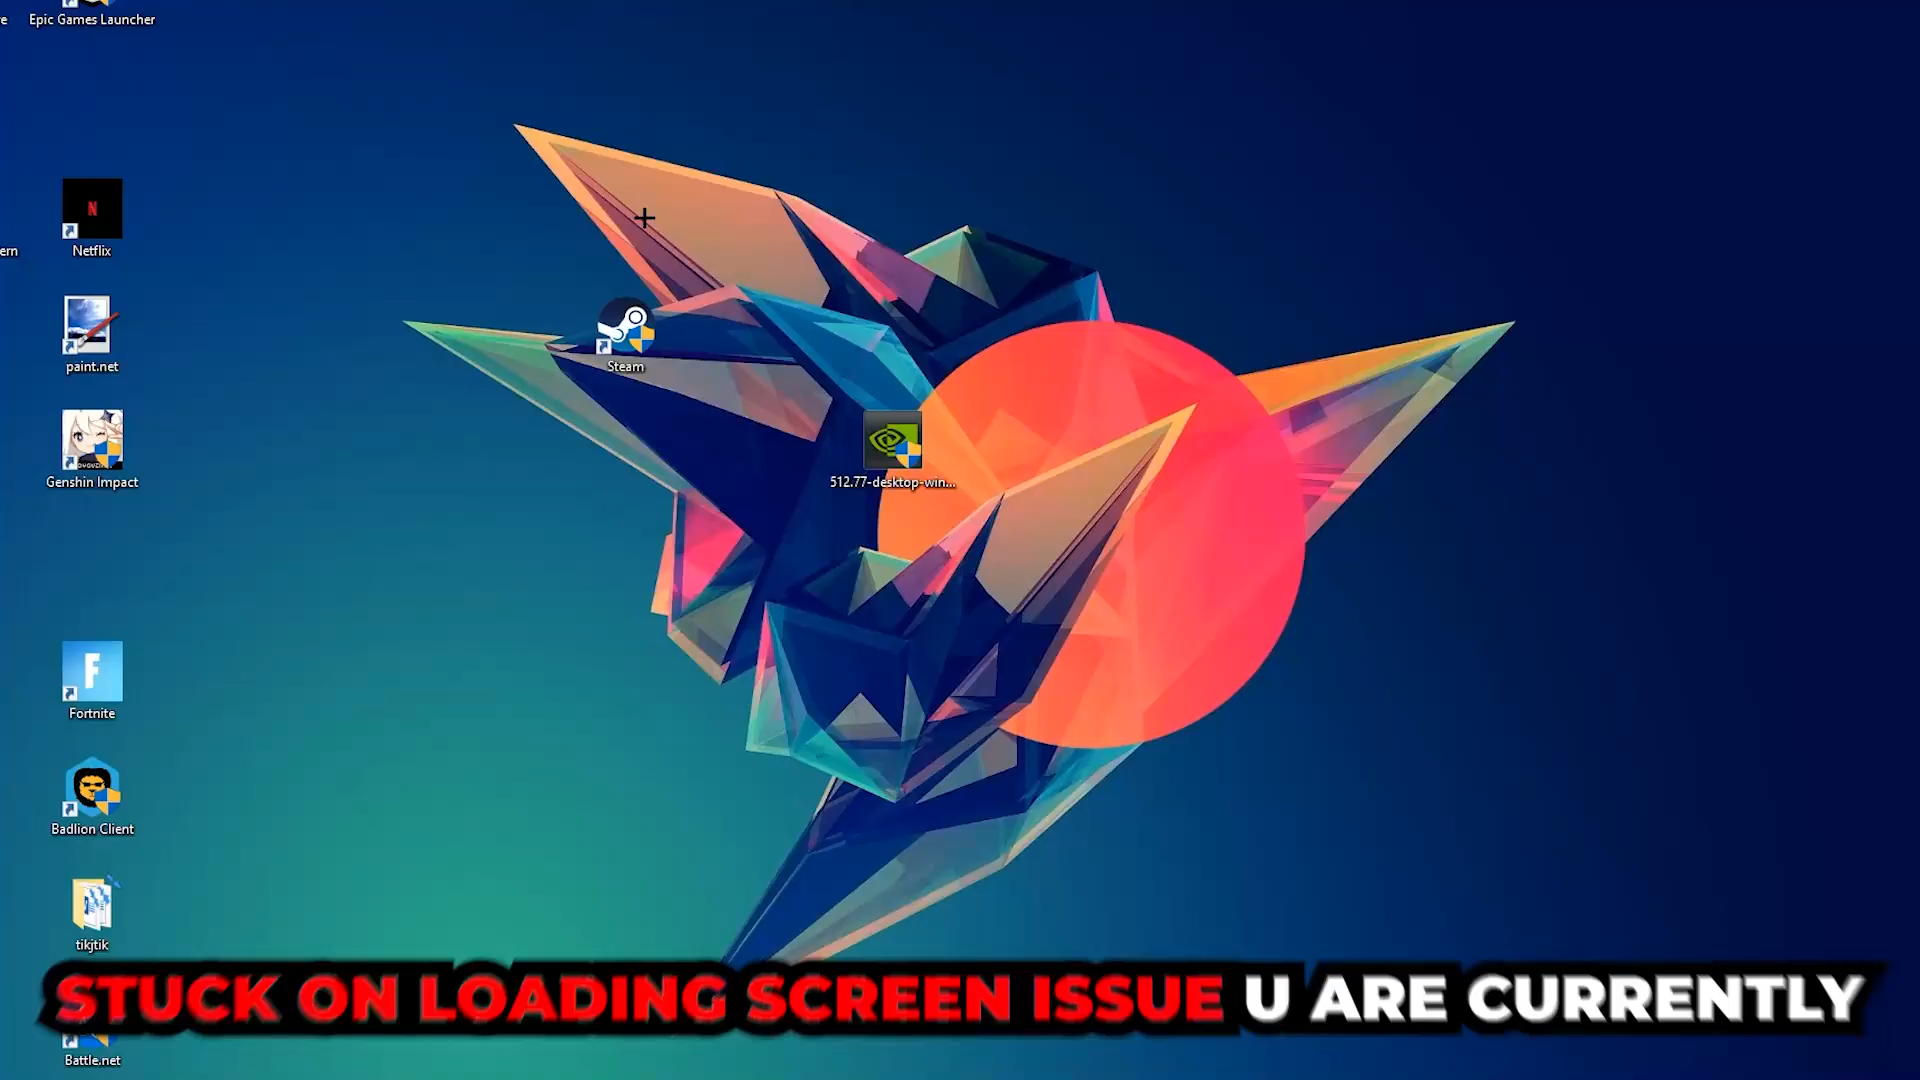 Epic Games Launcher
Netflix
ern
paint.net
Steam
Genshin Impact
512.77-desktop-win...
F
Fortnite
Badlion Client
tikjtik
STUCK ON LOADING SCREEN ISSUE U ARE CURRENTLY
Battle.net